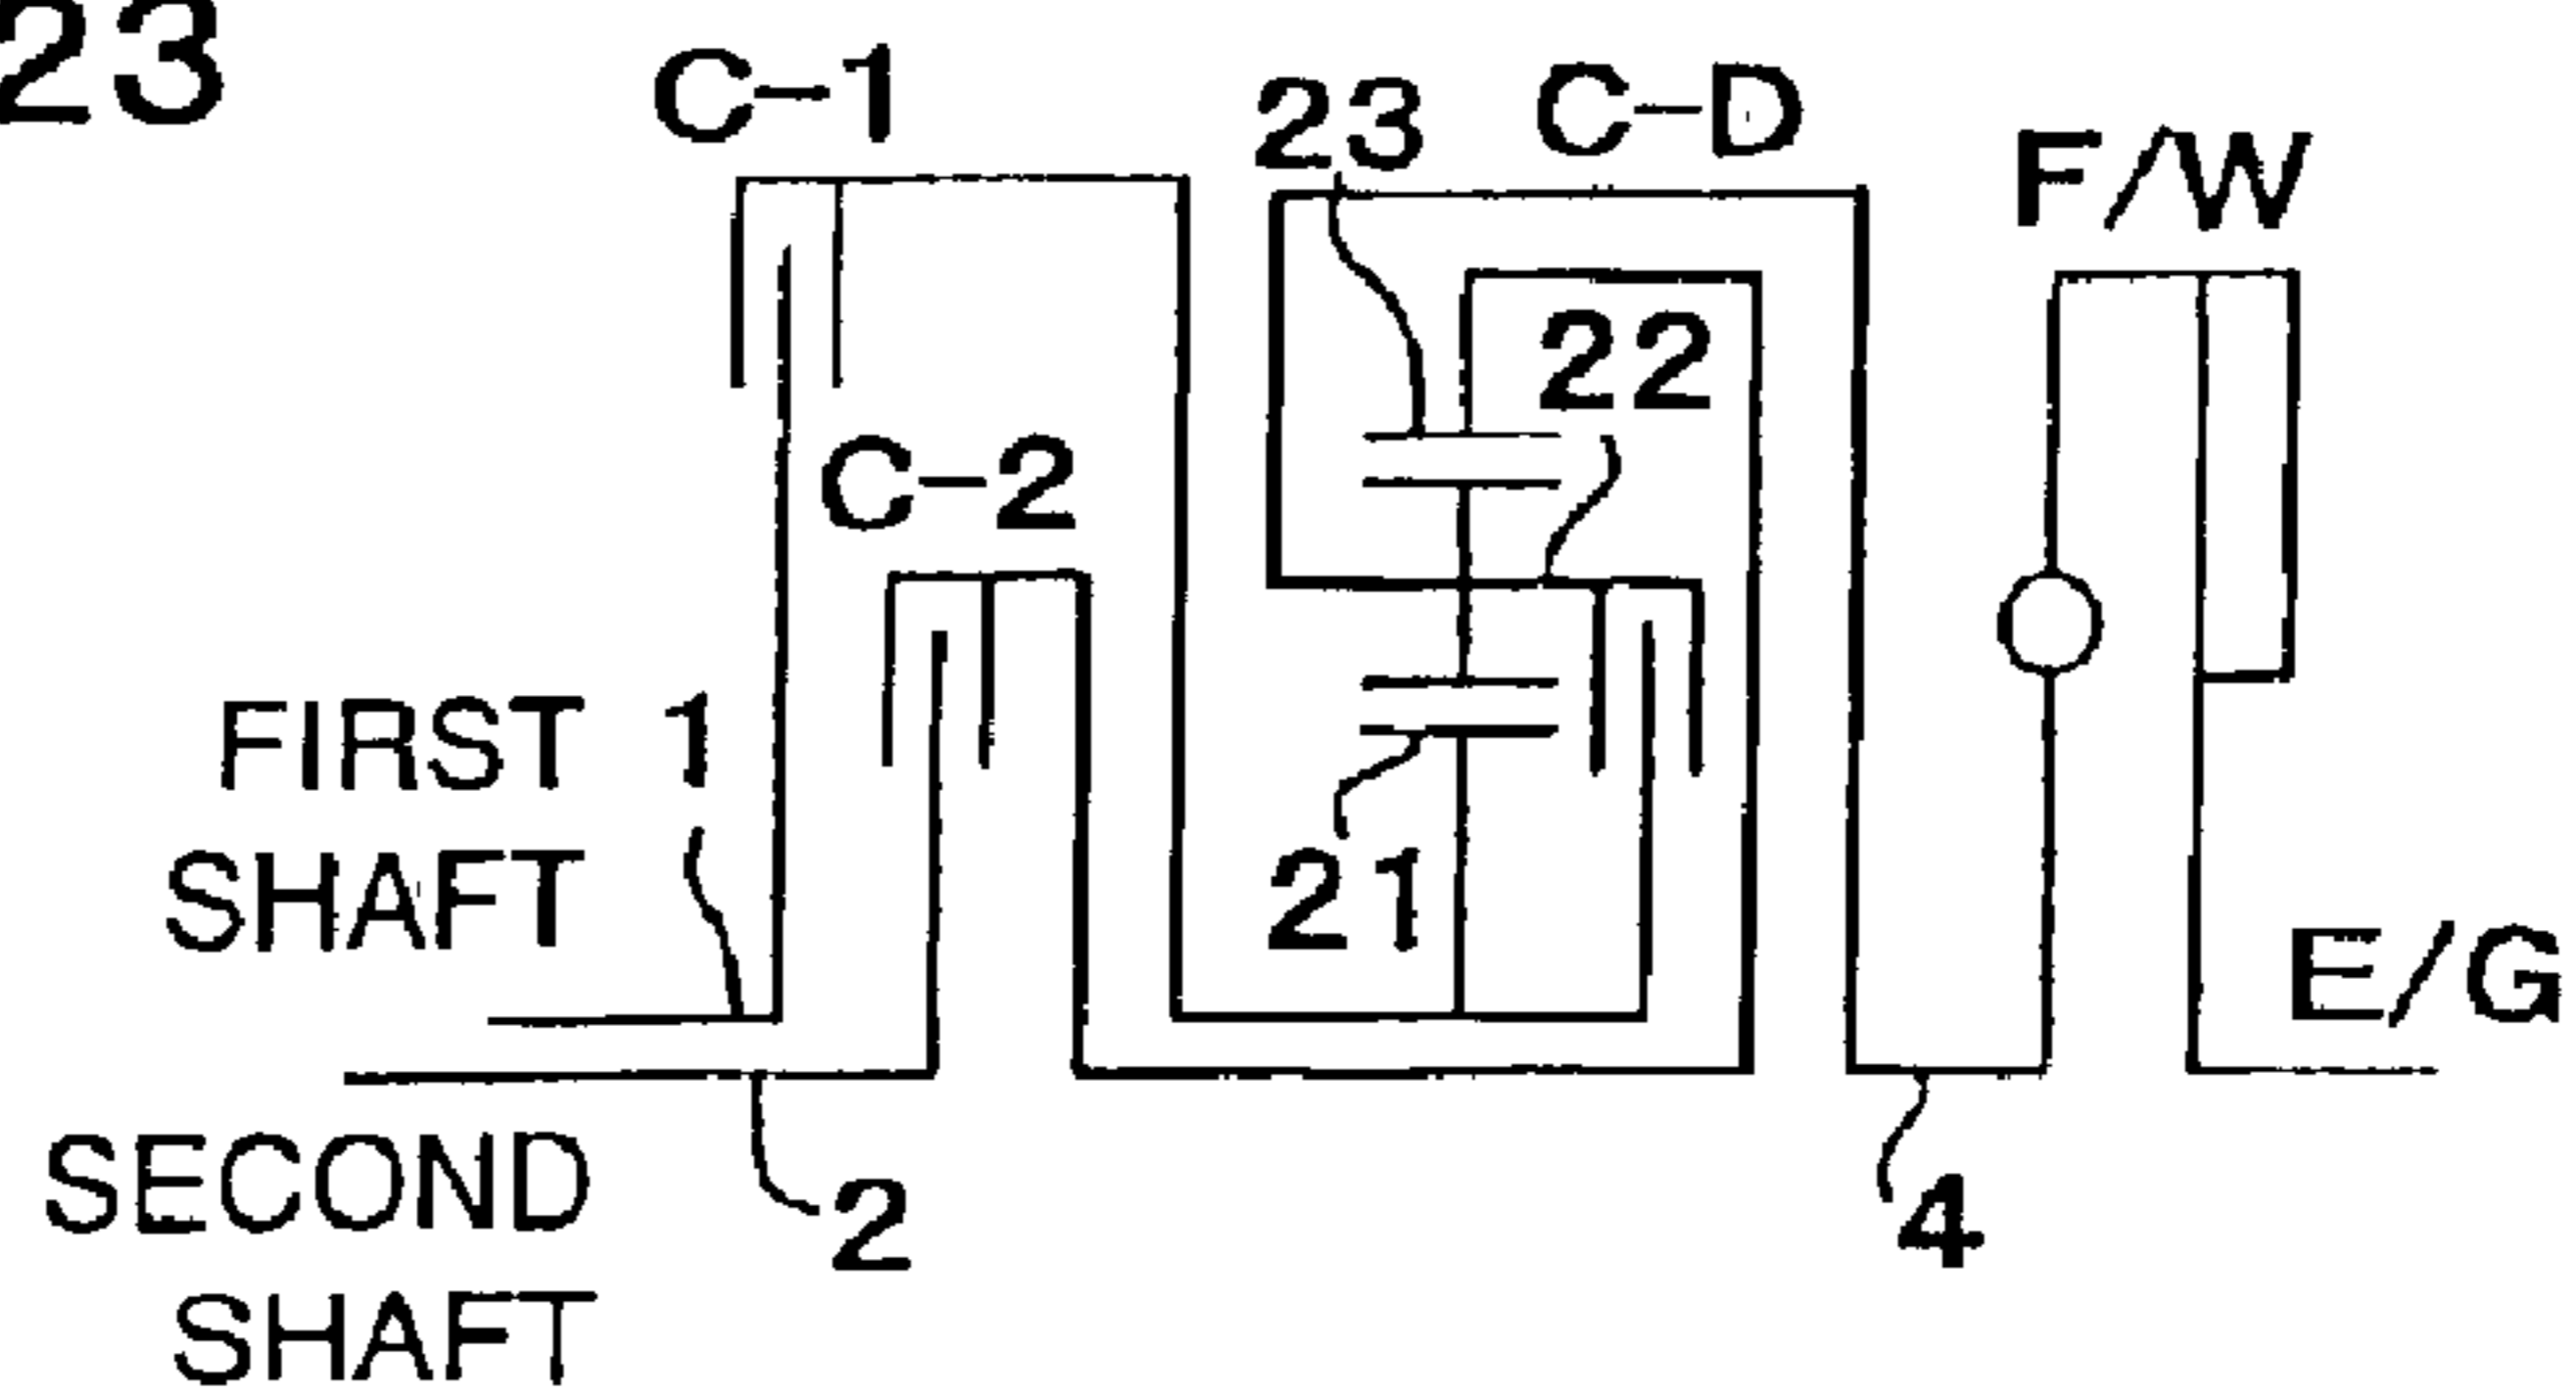 23
C-1
23
C-D
F/W
22
C-2
FIRST 1
SHAFT
21
E/G
SECOND
SHAFT
2
4